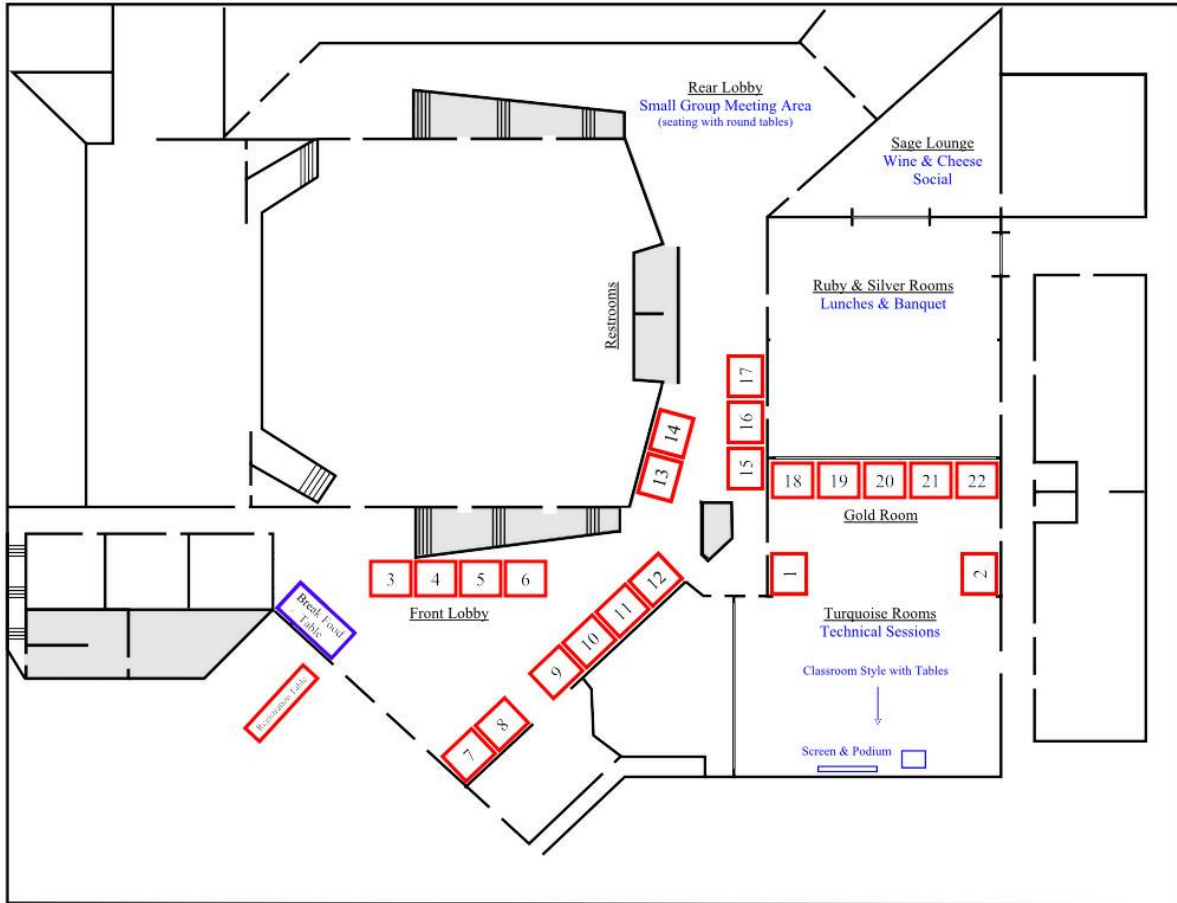 Rear Lobby
Small Group Meeting Area
(seating with round tables)
Sage Lounge
Wine & Cheese
Social
Restrooms
Ruby & Silver Rooms
Lunches & Banquet
17
16
15
14
13
18
19
20
21
22
Gold Room
1
2
3
4
5
6
Front Lobby
12
11
10
9
8
7
Break Food
Table
Registration Table
Turquoise Rooms
Technical Sessions
Classroom Style with Tables
Screen & Podium